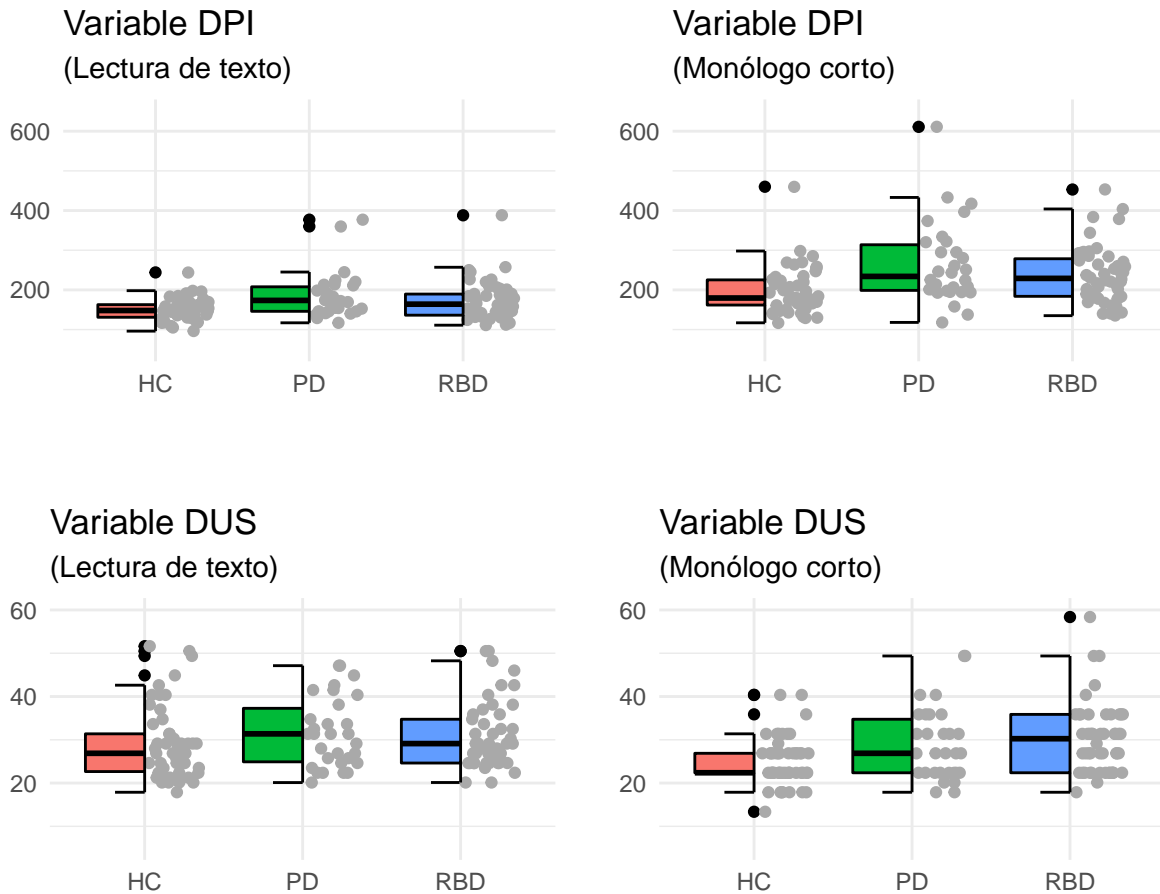 Variable DPI
(Lectura de texto)
600
400
200
HC PD RBD
Variable DPI
(Monólogo corto)
600
400
200
HC PD RBD
Variable DUS
(Lectura de texto)
60
40
20
HC PD RBD
Variable DUS
(Monólogo corto)
60
40
20
HC PD RBD